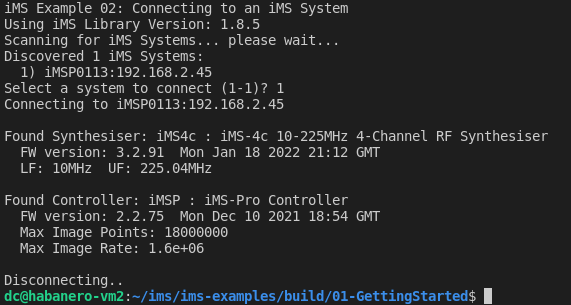 iMS Example 02: Connecting to an iMS System
Using iMS Library Version: 1.8.5
Scanning for iMS Systems... please wait...
Discovered 1 iMS Systems:
  1) iMSP0113:192.168.2.45
Select a system to connect (1-1)? 1
Connecting to iMSP0113:192.168.2.45

Found Synthesiser: iMS4c : iMS-4c 10-225MHz 4-Channel RF Synthesiser
  FW version: 3.2.91  Mon Jan 18 2022 21:12 GMT
  LF: 10MHz  UF: 225.04MHz

Found Controller: iMSP : iMS-Pro Controller
  FW version: 2.2.75  Mon Dec 10 2021 18:54 GMT
  Max Image Points: 18000000
  Max Image Rate: 1.6e+06

Disconnecting..
dc@habanero-vm2:~/ims/ims-examples/build/01-GettingStarted$